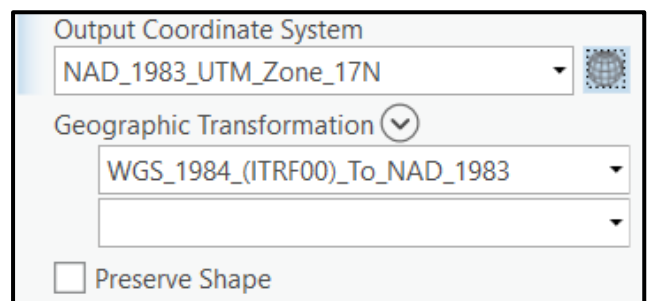 Output Coordinate System
NAD_1983_UTM_Zone_17N
Geographic Transformation
WGS_1984_(ITRF00)_To_NAD_1983
Preserve Shape